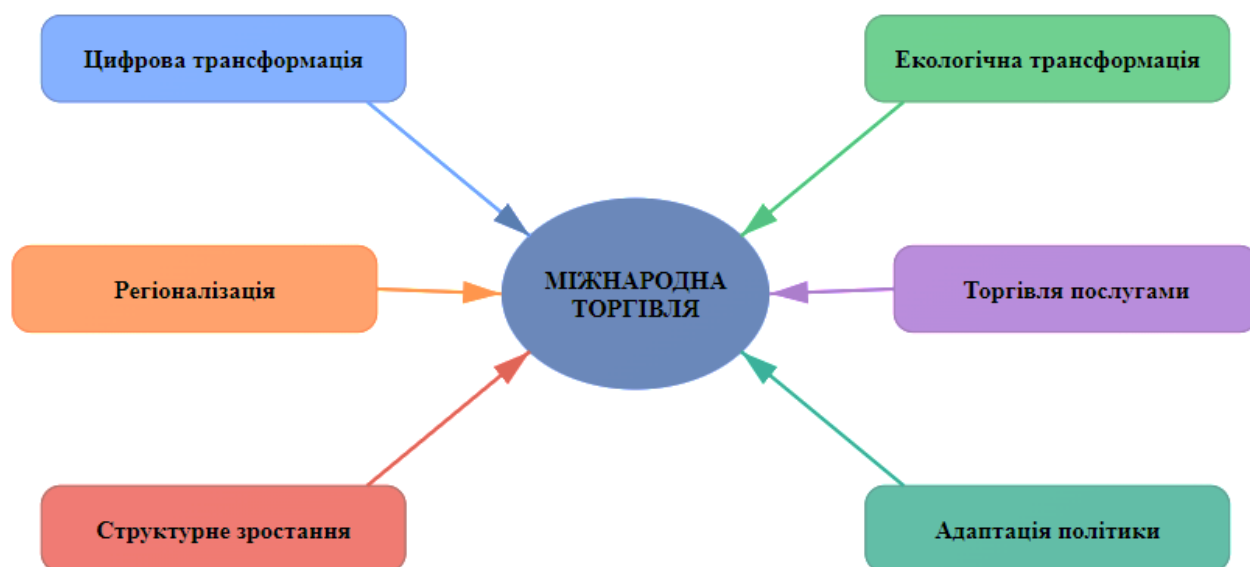 Цифрова трансформація
Екологічна трансформація
МІЖНАРОДНА
ТОРГІВЛЯ
Регіоналізація
Торгівля послугами
Структурне зростання
Адаптація політики